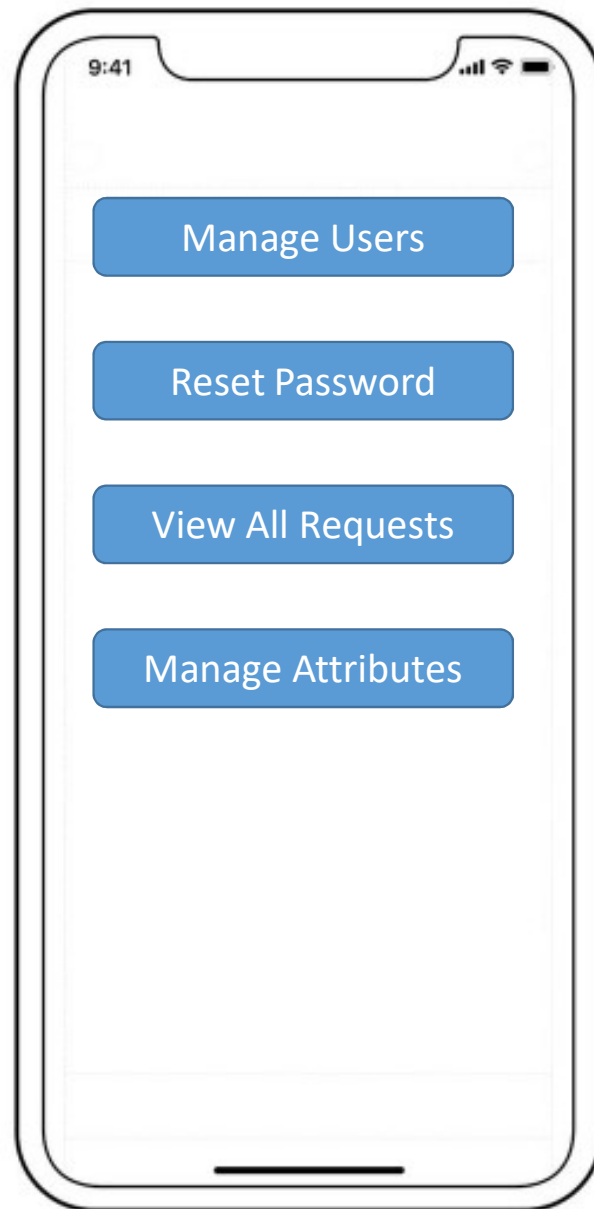 9:41
Manage Users
Reset Password
View All Requests
Manage Attributes